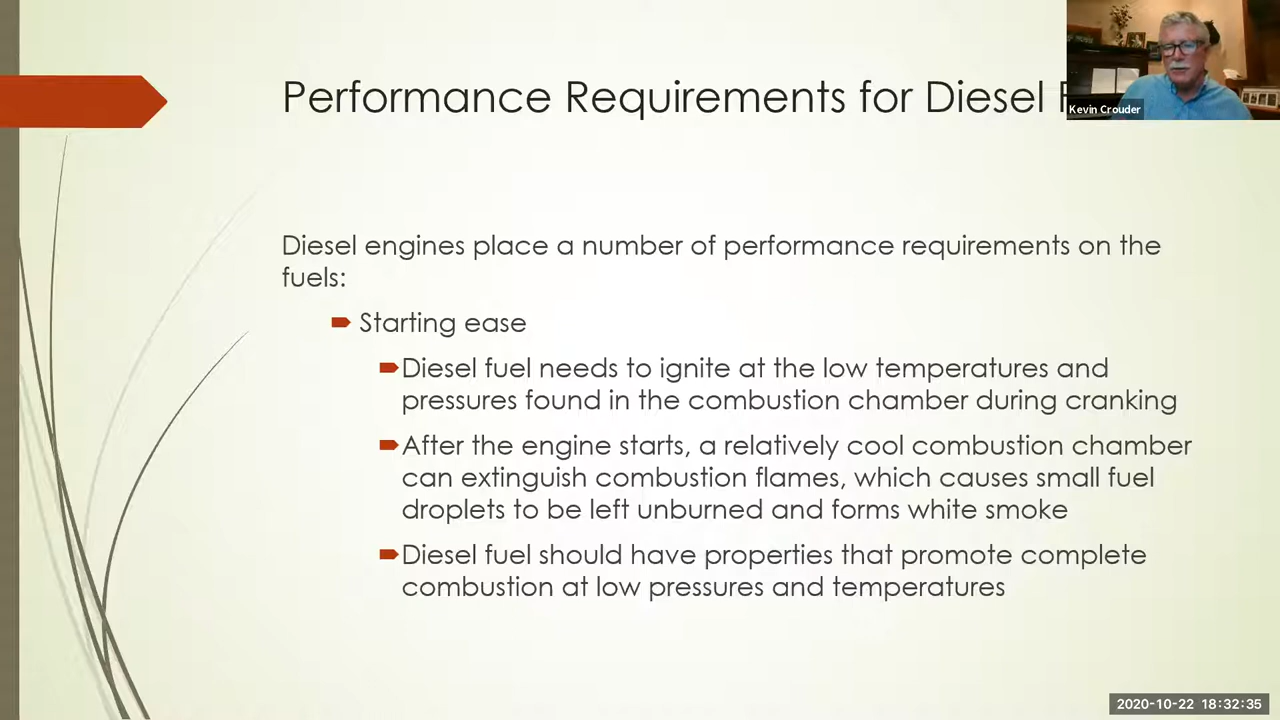 Performance Requirements for Diesel
Kevin Crouder
Diesel engines place a number of performance requirements on the
fuels:
Starting ease
Diesel fuel needs to ignite at the low temperatures and
pressures found in the combustion chamber during cranking
After the engine starts, a relatively cool combustion chamber
can extinguish combustion flames, which causes small fuel
droplets to be left unburned and forms white smoke
Diesel fuel should have properties that promote complete
combustion at low pressures and temperatures
2020-10-22 18:32:35